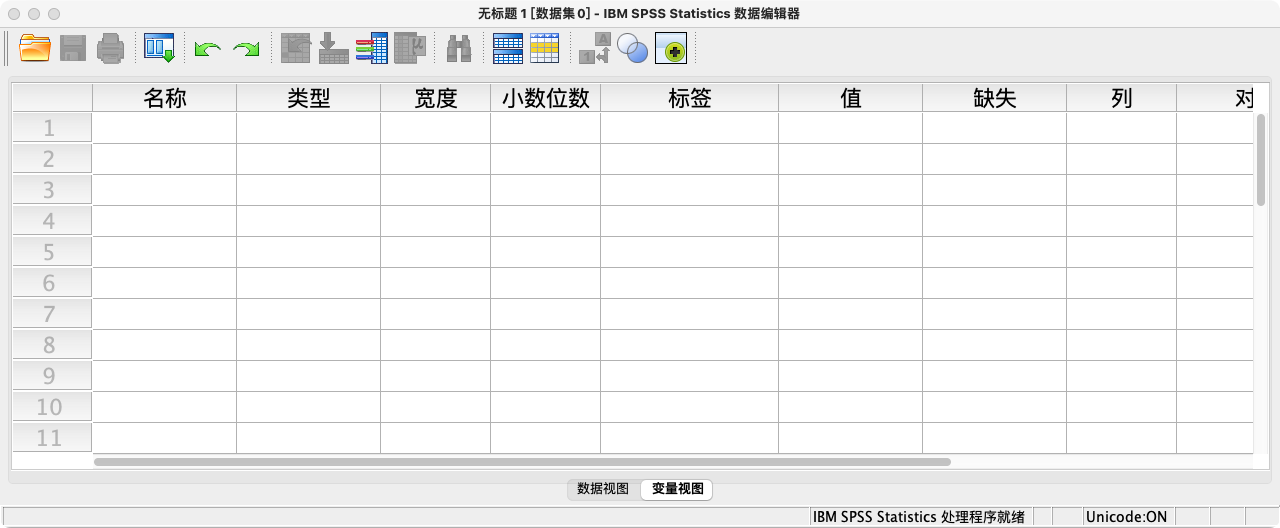 无标题 1 [数据集0] - IBM SPSS Statistics 数据编辑器
名称 类型 宽度 小数位数 标签 值 缺失 列 对
1
2
3
4
5
6
7
8
9
10
11
数据视图 变量视图
IBM SPSS Statistics 处理程序就绪 Unicode:ON